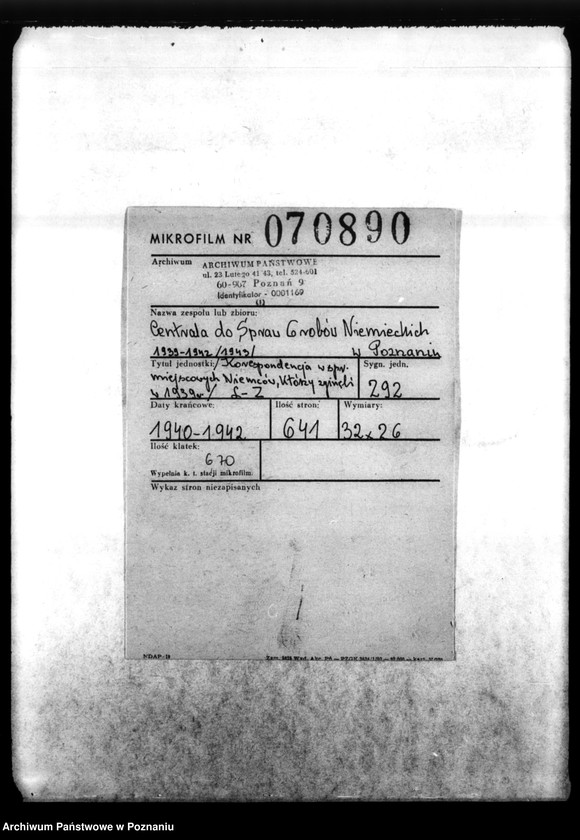 MIKROFILM NR 070890
Archiwum ARCHIWUM PAŃSTWOWE
ul. 23 Lutego 41/43, tel. 524-601
60-967 Poznań 9
Identyfikator - 0001169
(1)
Nazwa zespołu lub zbioru:
Centrala do Spraw Grobów Niemieckich
1939-1942 /1943/ w Poznaniu
Tytuł jednostki: /Korespondencja w spr. Sygn. jedn.
miejscowych Niemców, którzy zginęli
w 1939 r/ Ł-Z 292
Daty krańcowe: Ilość stron: Wymiary:
1940-1942 641 32x26
Ilość klatek:
670
Wypełnia k. t. stacji mikrofilm.
Wykaz stron niezapisanych
NDAP-19
Archiwum Państwowe w Poznaniu